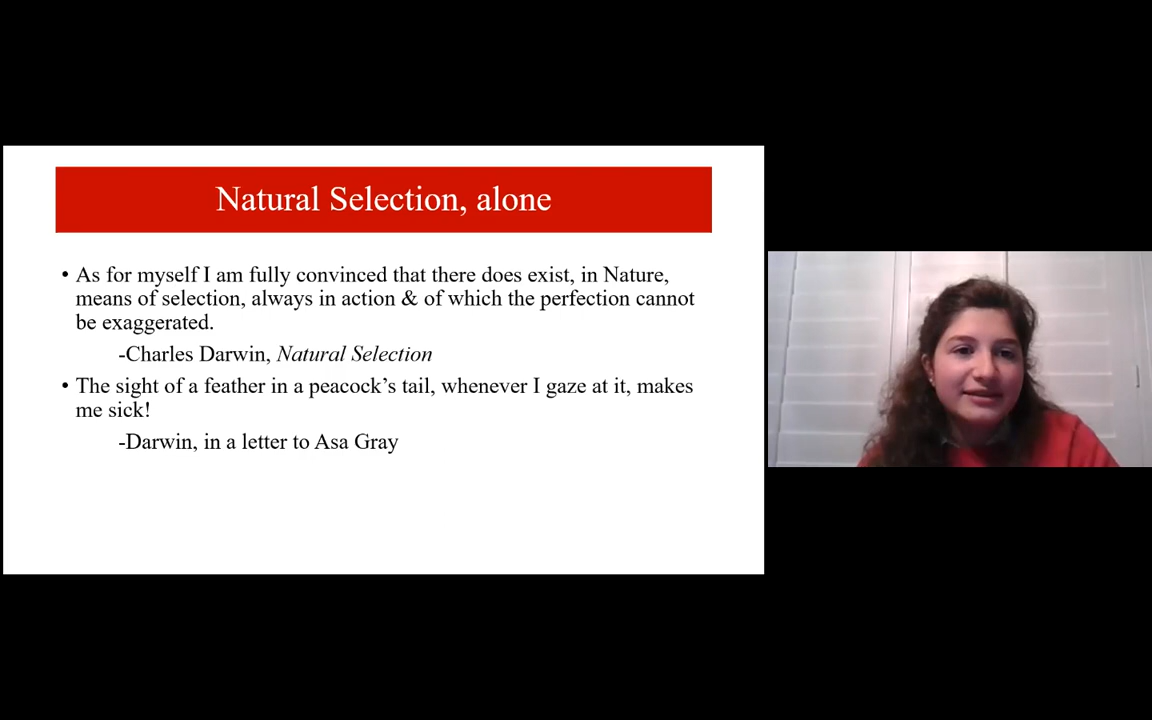 Natural Selection, alone
• As for myself I am fully convinced that there does exist, in Nature,
means of selection, always in action & of which the perfection cannot
be exaggerated.
-Charles Darwin, Natural Selection
• The sight of a feather in a peacock’s tail, whenever I gaze at it, makes
me sick!
-Darwin, in a letter to Asa Gray